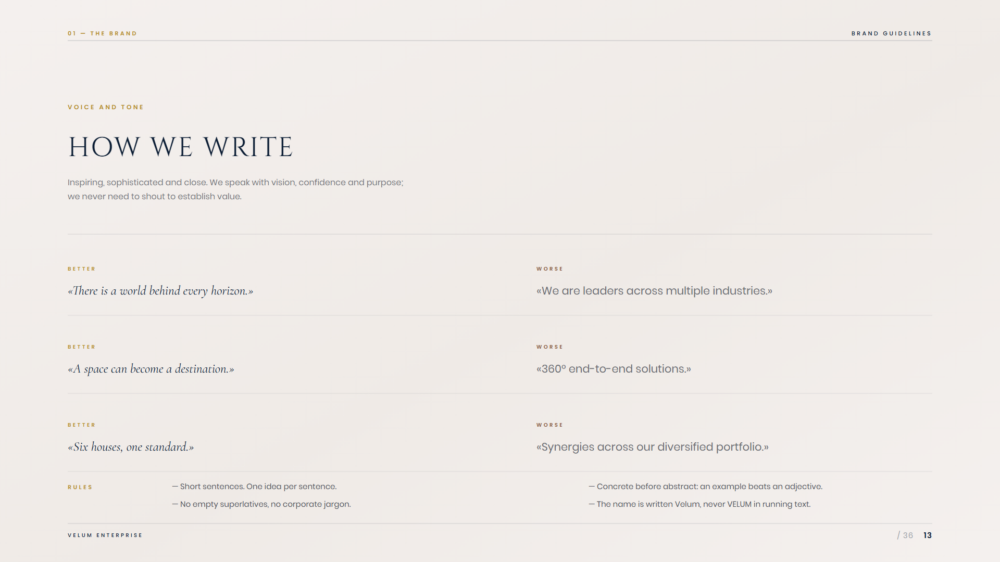 01 — THE BRAND
BRAND GUIDELINES
VOICE AND TONE
HOW WE WRITE
Inspiring, sophisticated and close. We speak with vision, confidence and purpose;
we never need to shout to establish value.
BETTER
«There is a world behind every horizon.»
WORSE
«We are leaders across multiple industries.»
BETTER
«A space can become a destination.»
WORSE
«360º end-to-end solutions.»
BETTER
«Six houses, one standard.»
WORSE
«Synergies across our diversified portfolio.»
RULES
— Short sentences. One idea per sentence.
— No empty superlatives, no corporate jargon.
— Concrete before abstract: an example beats an adjective.
— The name is written Velum, never VELUM in running text.
VELUM ENTERPRISE
/ 36 13